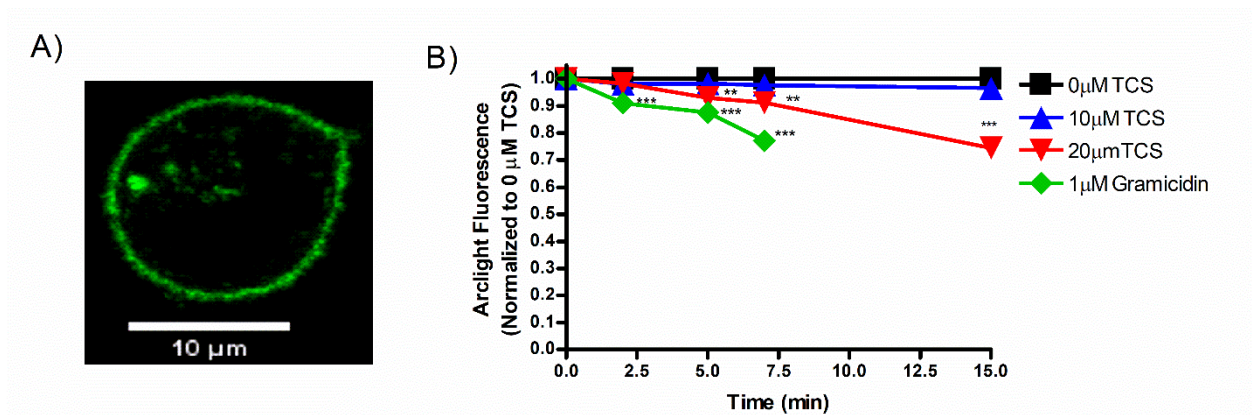 A)
10 µm
B)
Arclight Fluorescence
(Normalized to 0 µM TCS)
1.0
0.9
0.8
0.7
0.6
0.5
0.4
0.3
0.2
0.1
0.0
**
**
***
***
***
***
0.0 2.5 5.0 7.5 10.0 12.5 15.0
Time (min)
0µM TCS
10µM TCS
20µmTCS
1µM Gramicidin